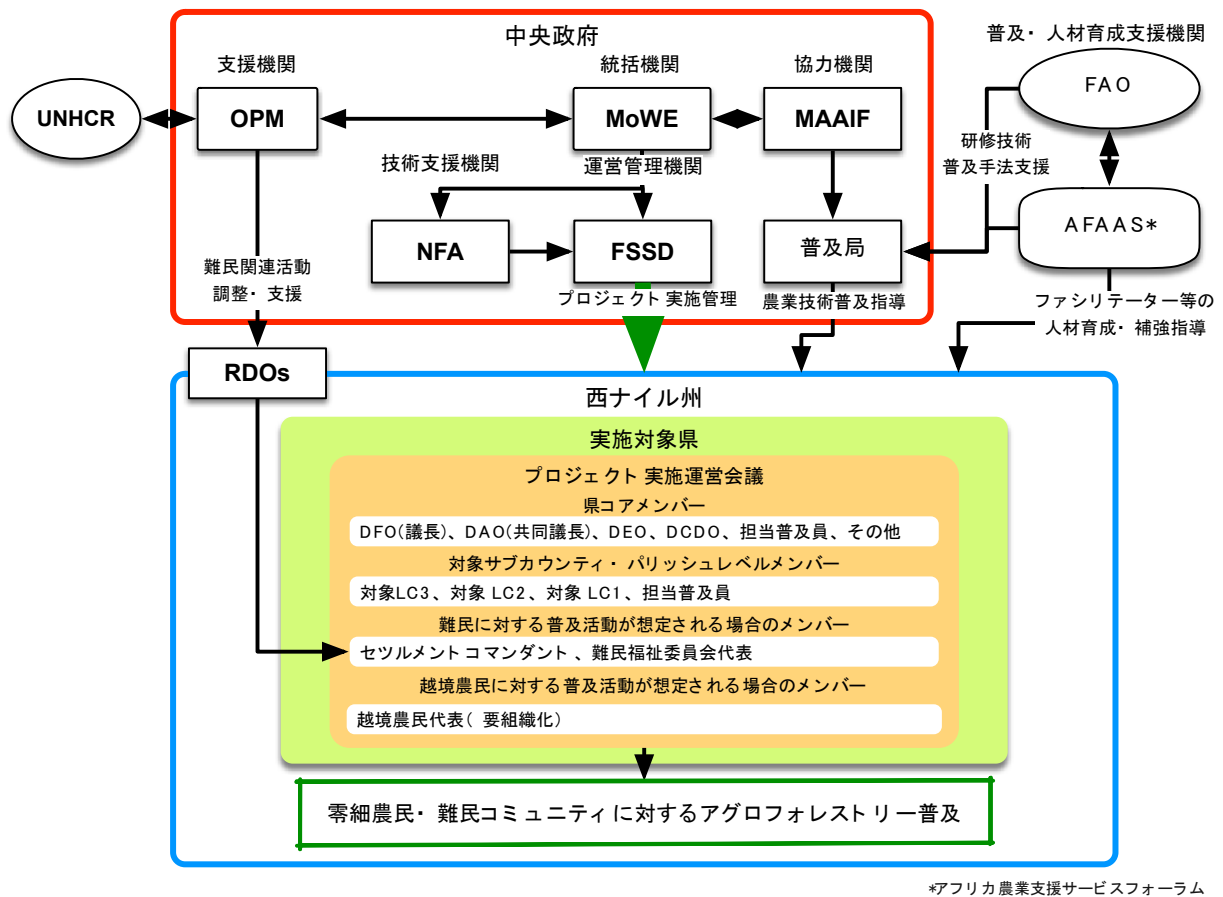 中央政府
普及・人材育成支援機関
支援機関
統括機関
協力機関
UNHCR
OPM
MoWE
MAAIF
FAO
研修技術
普及手法支援
技術支援機関
運営管理機関
NFA
FSSD
普及局
AFAAS*
難民関連活動
調整・支援
プロジェクト実施管理
農業技術普及指導
ファシリテーター等の
人材育成・補強指導
RDOs
西ナイル州
実施対象県
プロジェクト実施運営会議
県コアメンバー
DFO(議長)、DAO(共同議長)、DEO、DCDO、担当普及員、その他
対象サブカウンティ・パリッシュレベルメンバー
対象LC3、対象 LC2、対象 LC1、担当普及員
難民に対する普及活動が想定される場合のメンバー
セツルメントコマンダント、難民福祉委員会代表
越境農民に対する普及活動が想定される場合のメンバー
越境農民代表(要組織化)
零細農民・難民コミュニティに対するアグロフォレストリー普及
*アフリカ農業支援サービスフォーラム